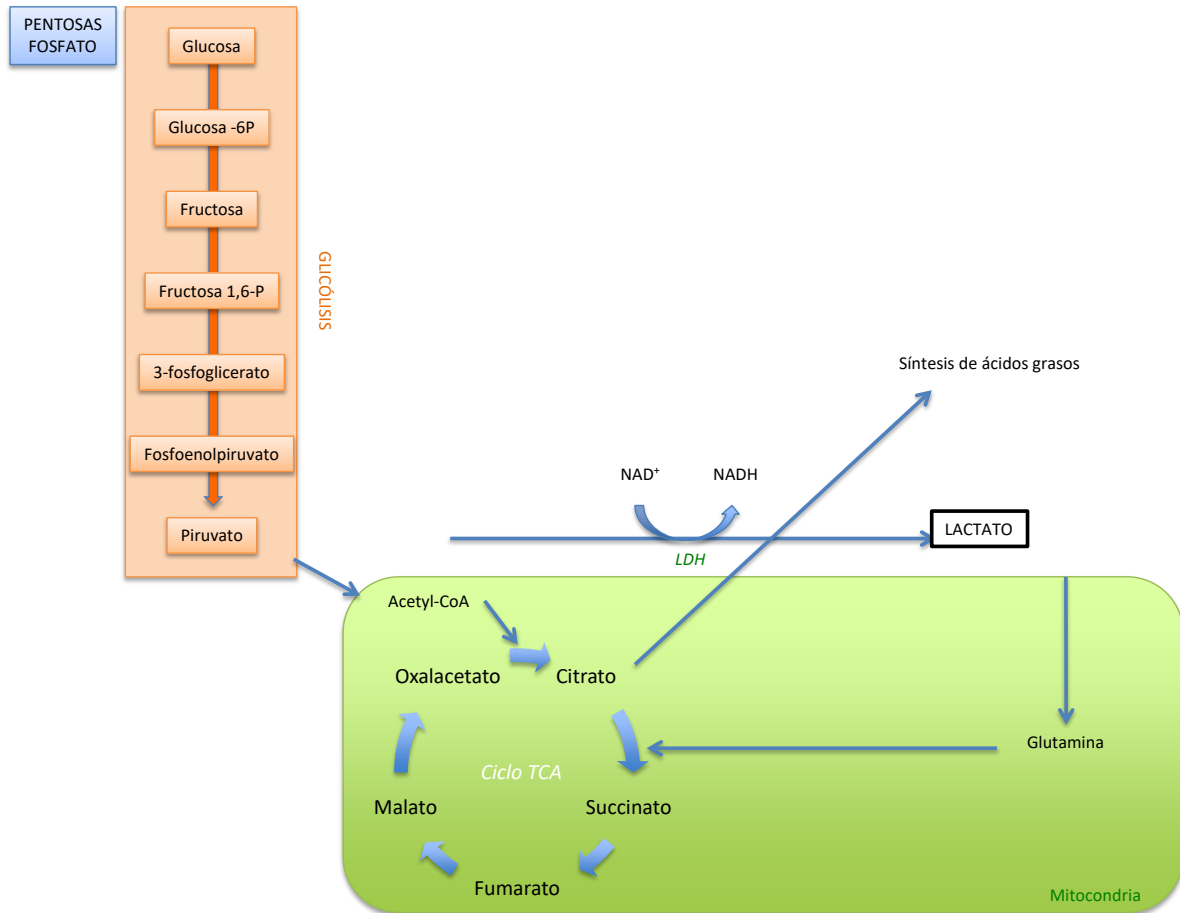 PENTOSAS
FOSFATO
Glucosa
Glucosa -6P
Fructosa
Fructosa 1,6-P
3-fosfoglicerato
Fosfoenolpiruvato
Piruvato
GLICÓLISIS
Síntesis de ácidos grasos
NAD+
NADH
LDH
LACTATO
Acetyl-CoA
Oxalacetato
Citrato
Glutamina
Ciclo TCA
Malato
Succinato
Fumarato
Mitocondria